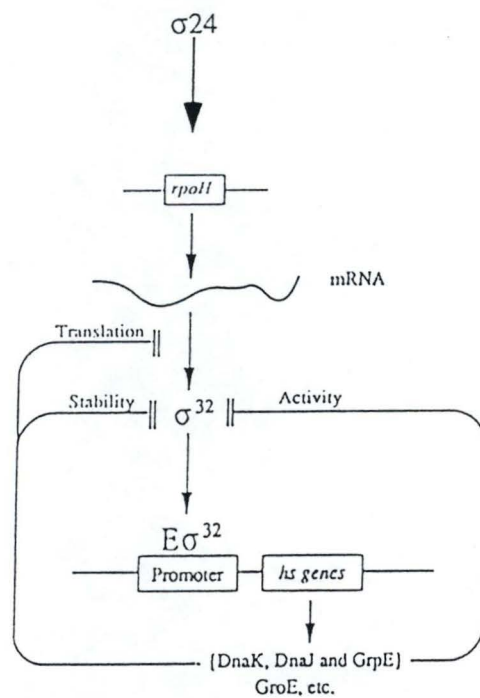 σ24
rpoH
mRNA
Translation
Stability
σ32
Activity
Eσ32
Promoter
hs genes
{DnaK, DnaJ and GrpE}
GroE, etc.